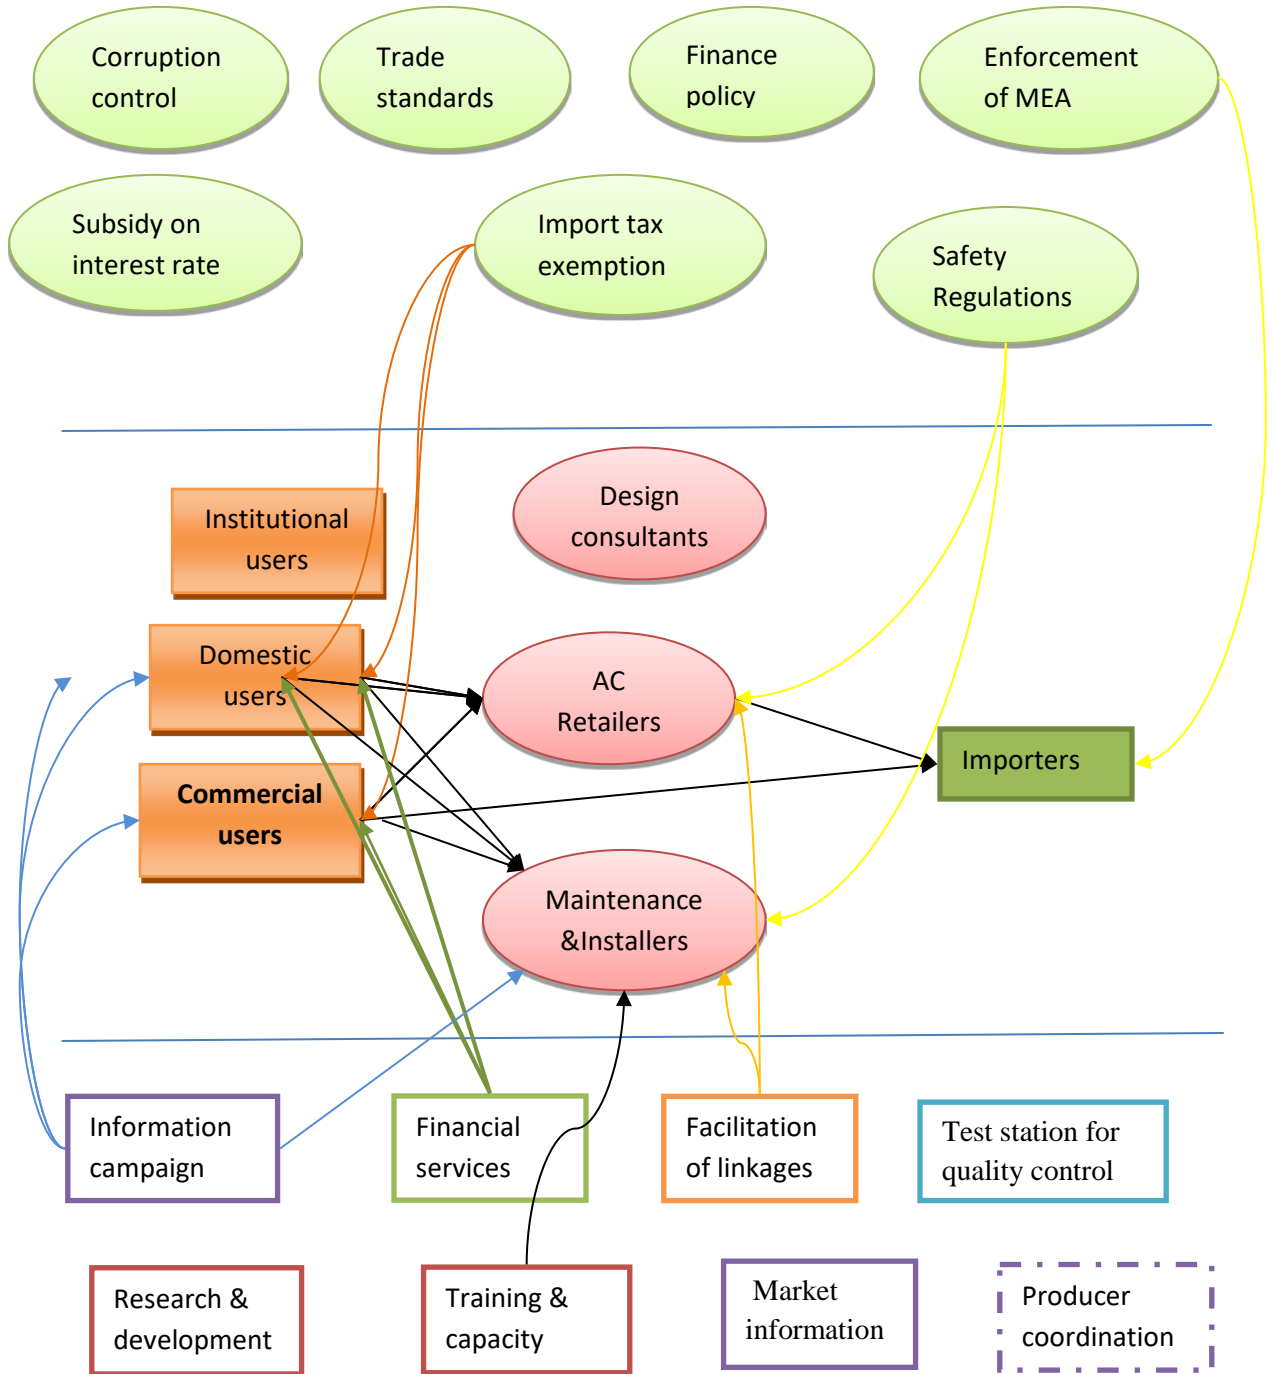 Corruption
control
Trade
standards
Finance
policy
Enforcement
of MEA
Subsidy on
interest rate
Import tax
exemption
Safety
Regulations
Institutional
users
Design
consultants
Domestic
users
AC
Retailers
Importers
Commercial
users
Maintenance
&Installers
Information
campaign
Financial
services
Facilitation
of linkages
Test station for
quality control
Research &
development
Training &
capacity
Market
information
Producer
coordination